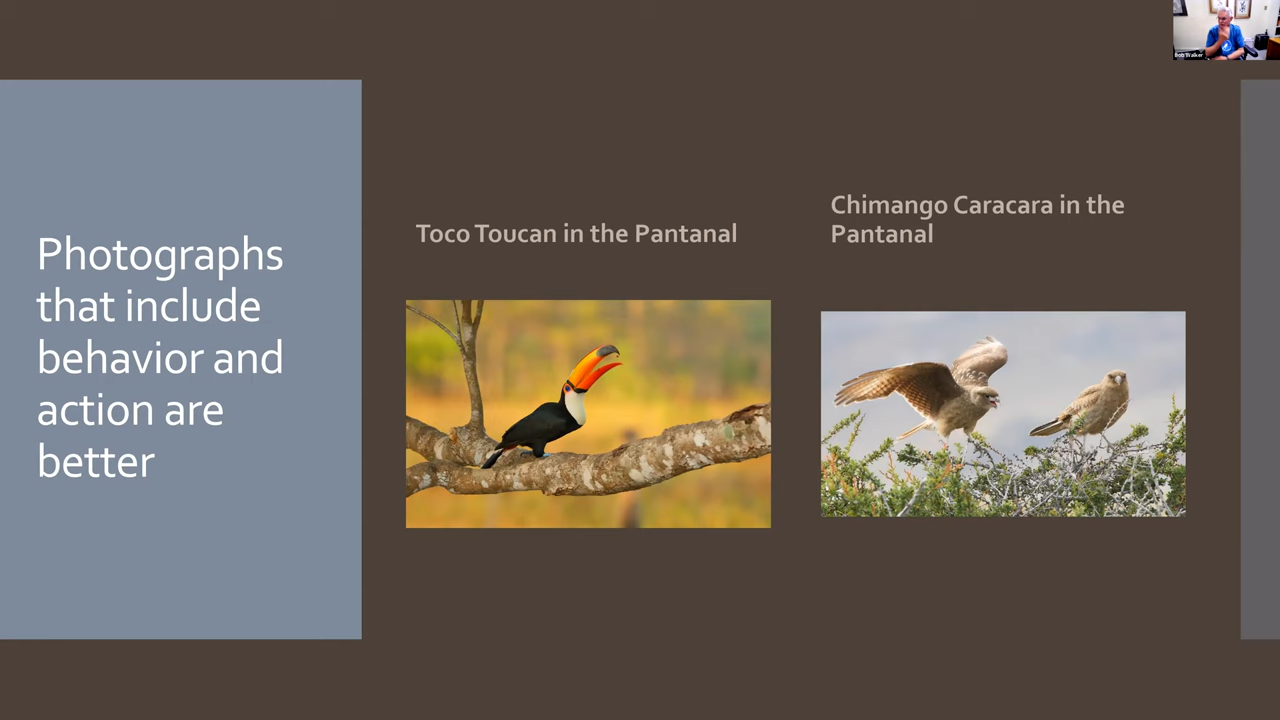 Bob Walker
Photographs
that include
behavior and
action are
better
Toco Toucan in the Pantanal
Chimango Caracara in the
Pantanal